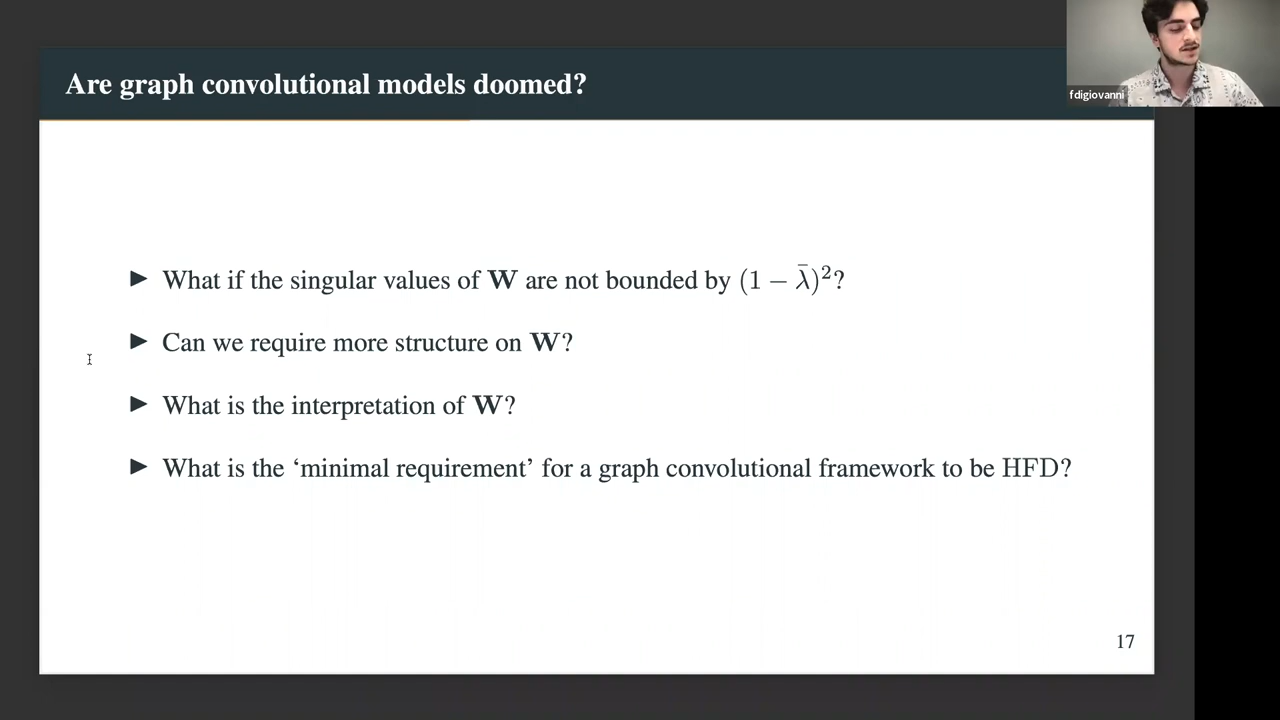 Are graph convolutional models doomed?
fdigiovanni
▶ What if the singular values of W are not bounded by (1 − λ̄)²?
▶ Can we require more structure on W?
▶ What is the interpretation of W?
▶ What is the ‘minimal requirement’ for a graph convolutional framework to be HFD?
17